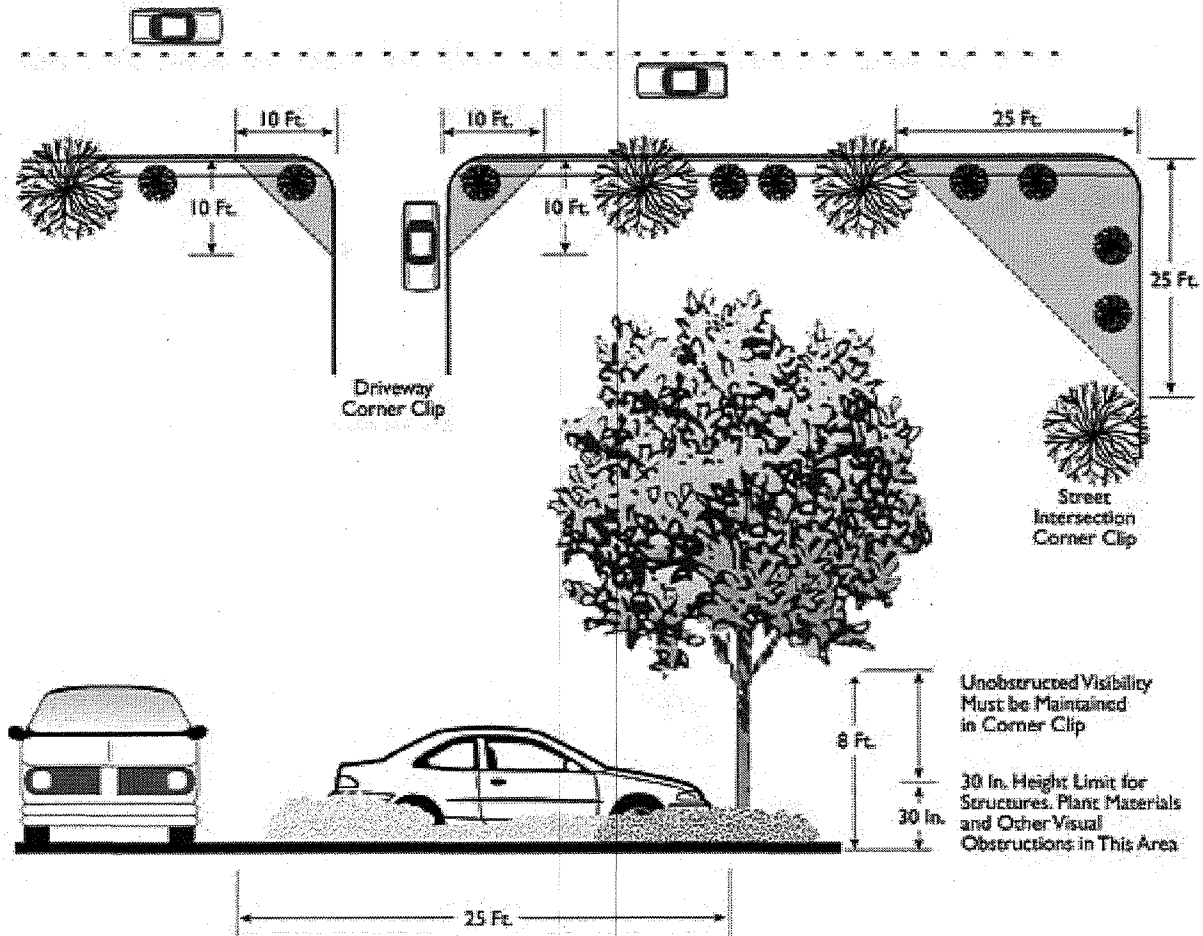 10 Ft.
10 Ft.
25 Ft.
10 Ft.
10 Ft.
25 Ft.
Driveway
Corner Clip
Street
Intersection
Corner Clip
Unobstructed Visibility
Must be Maintained
in Corner Clip
8 Ft.
30 In. Height Limit for
Structures, Plant Materials
and Other Visual
Obstructions in This Area
30 In.
25 Ft.